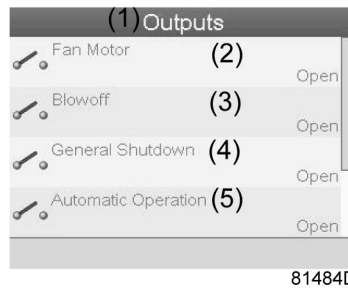 (1) Outputs
Fan Motor (2)
Open
Blowoff (3)
Open
General Shutdown (4)
Open
Automatic Operation (5)
Open
81484D